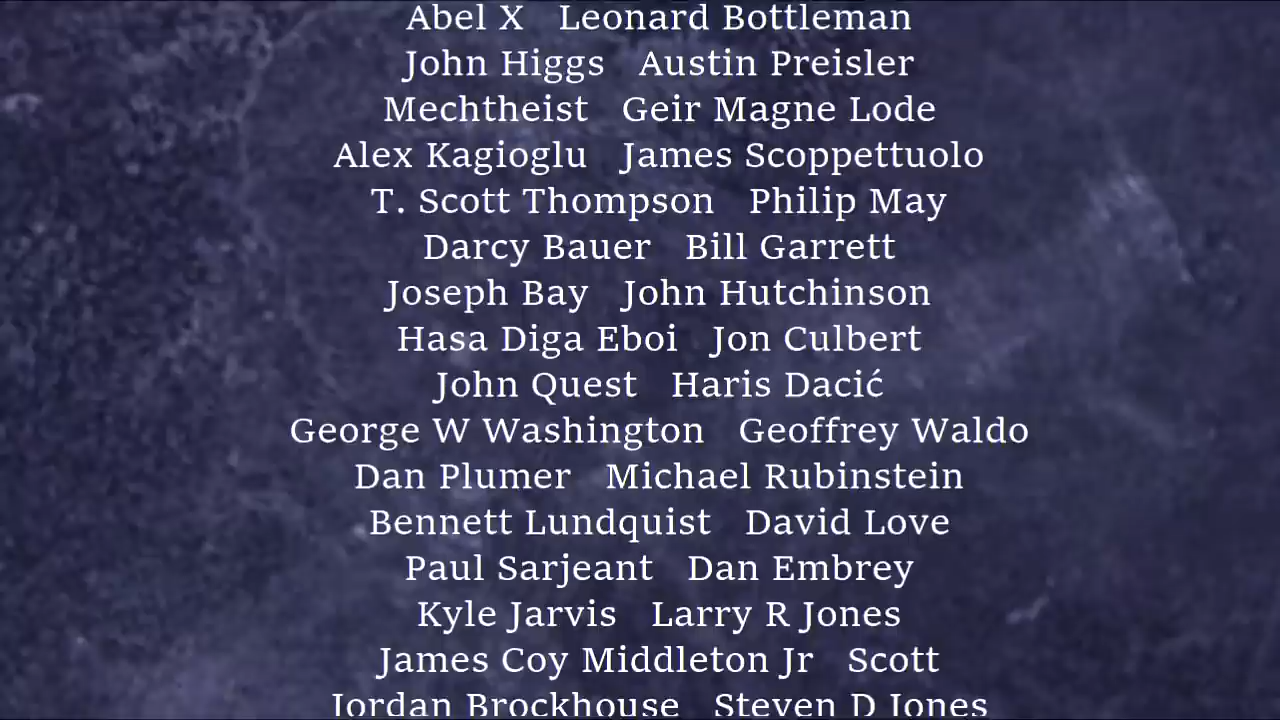 Abel X Leonard Bottleman
John Higgs Austin Preisler
Mechtheist Geir Magne Lode
Alex Kagioglu James Scoppettuolo
T. Scott Thompson Philip May
Darcy Bauer Bill Garrett
Joseph Bay John Hutchinson
Hasa Diga Eboi Jon Culbert
John Quest Haris Dacić
George W Washington Geoffrey Waldo
Dan Plumer Michael Rubinstein
Bennett Lundquist David Love
Paul Sarjeant Dan Embrey
Kyle Jarvis Larry R Jones
James Coy Middleton Jr Scott
Jordan Brockhouse Steven D Jones